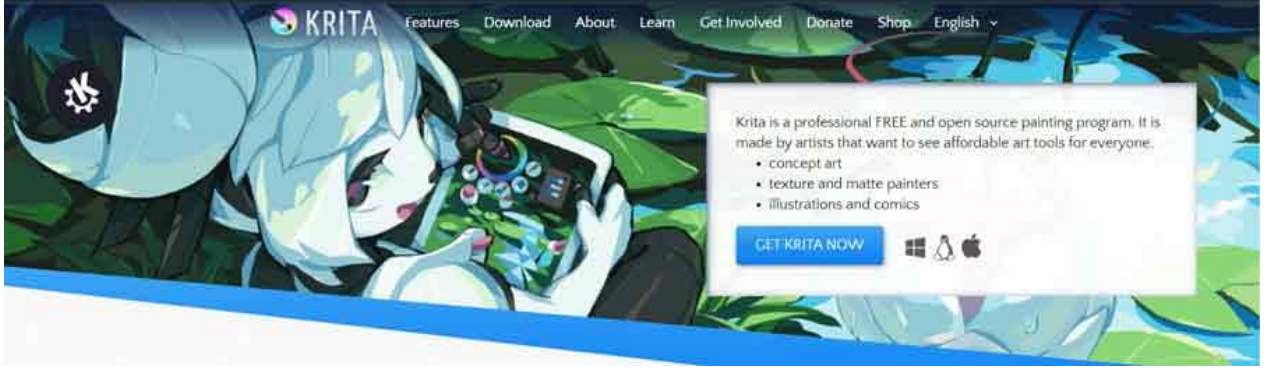 KRITA Features Download About Learn Get Involved Donate Shop English
K
Krita is a professional FREE and open source painting program. It is
made by artists that want to see affordable art tools for everyone.
• concept art
• texture and matte painters
• illustrations and comics
GET KRITA NOW